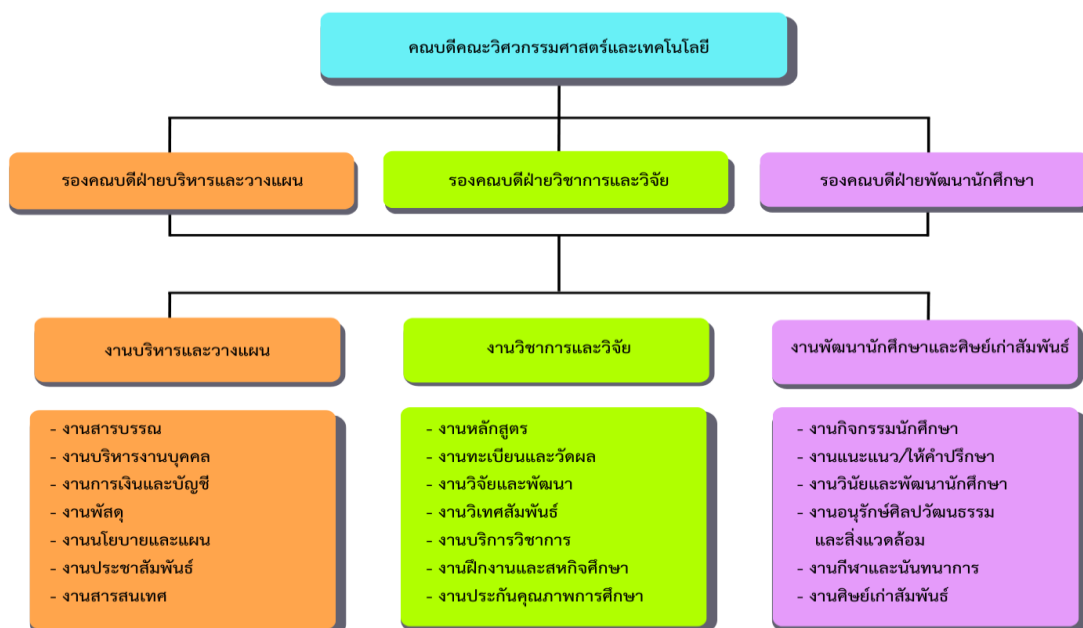 คณบดีคณะวิศวกรรมศาสตร์และเทคโนโลยี
รองคณบดีฝ่ายบริหารและวางแผน
รองคณบดีฝ่ายวิชาการและวิจัย
รองคณบดีฝ่ายพัฒนานักศึกษา
งานบริหารและวางแผน
งานวิชาการและวิจัย
งานพัฒนานักศึกษาและศิษย์เก่าสัมพันธ์
- งานสารบรรณ
- งานบริหารงานบุคคล
- งานการเงินและบัญชี
- งานพัสดุ
- งานนโยบายและแผน
- งานประชาสัมพันธ์
- งานสารสนเทศ
- งานหลักสูตร
- งานทะเบียนและวัดผล
- งานวิจัยและพัฒนา
- งานวิเทศสัมพันธ์
- งานบริการวิชาการ
- งานฝึกงานและสหกิจศึกษา
- งานประกันคุณภาพการศึกษา
- งานกิจกรรมนักศึกษา
- งานแนะแนว/ให้คำปรึกษา
- งานวินัยและพัฒนานักศึกษา
- งานอนุรักษ์ศิลปวัฒนธรรม
และสิ่งแวดล้อม
- งานกีฬาและนันทนาการ
- งานศิษย์เก่าสัมพันธ์